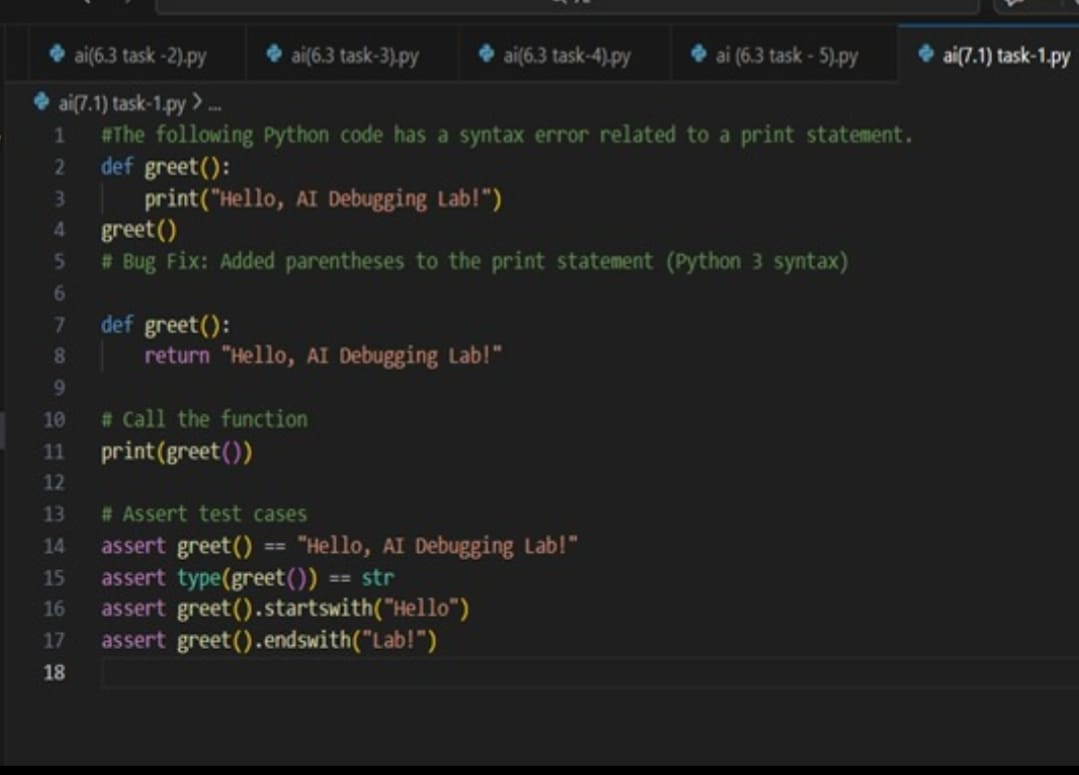 ai(6.3 task -2).py ai(6.3 task-3).py ai(6.3 task-4).py ai (6.3 task - 5).py ai(7.1) task-1.py
ai(7.1) task-1.py > ...
1 #The following Python code has a syntax error related to a print statement.
2 def greet():
3     print("Hello, AI Debugging Lab!")
4 greet()
5 # Bug Fix: Added parentheses to the print statement (Python 3 syntax)
6
7 def greet():
8     return "Hello, AI Debugging Lab!"
9
10 # Call the function
11 print(greet())
12
13 # Assert test cases
14 assert greet() == "Hello, AI Debugging Lab!"
15 assert type(greet()) == str
16 assert greet().startswith("Hello")
17 assert greet().endswith("Lab!")
18